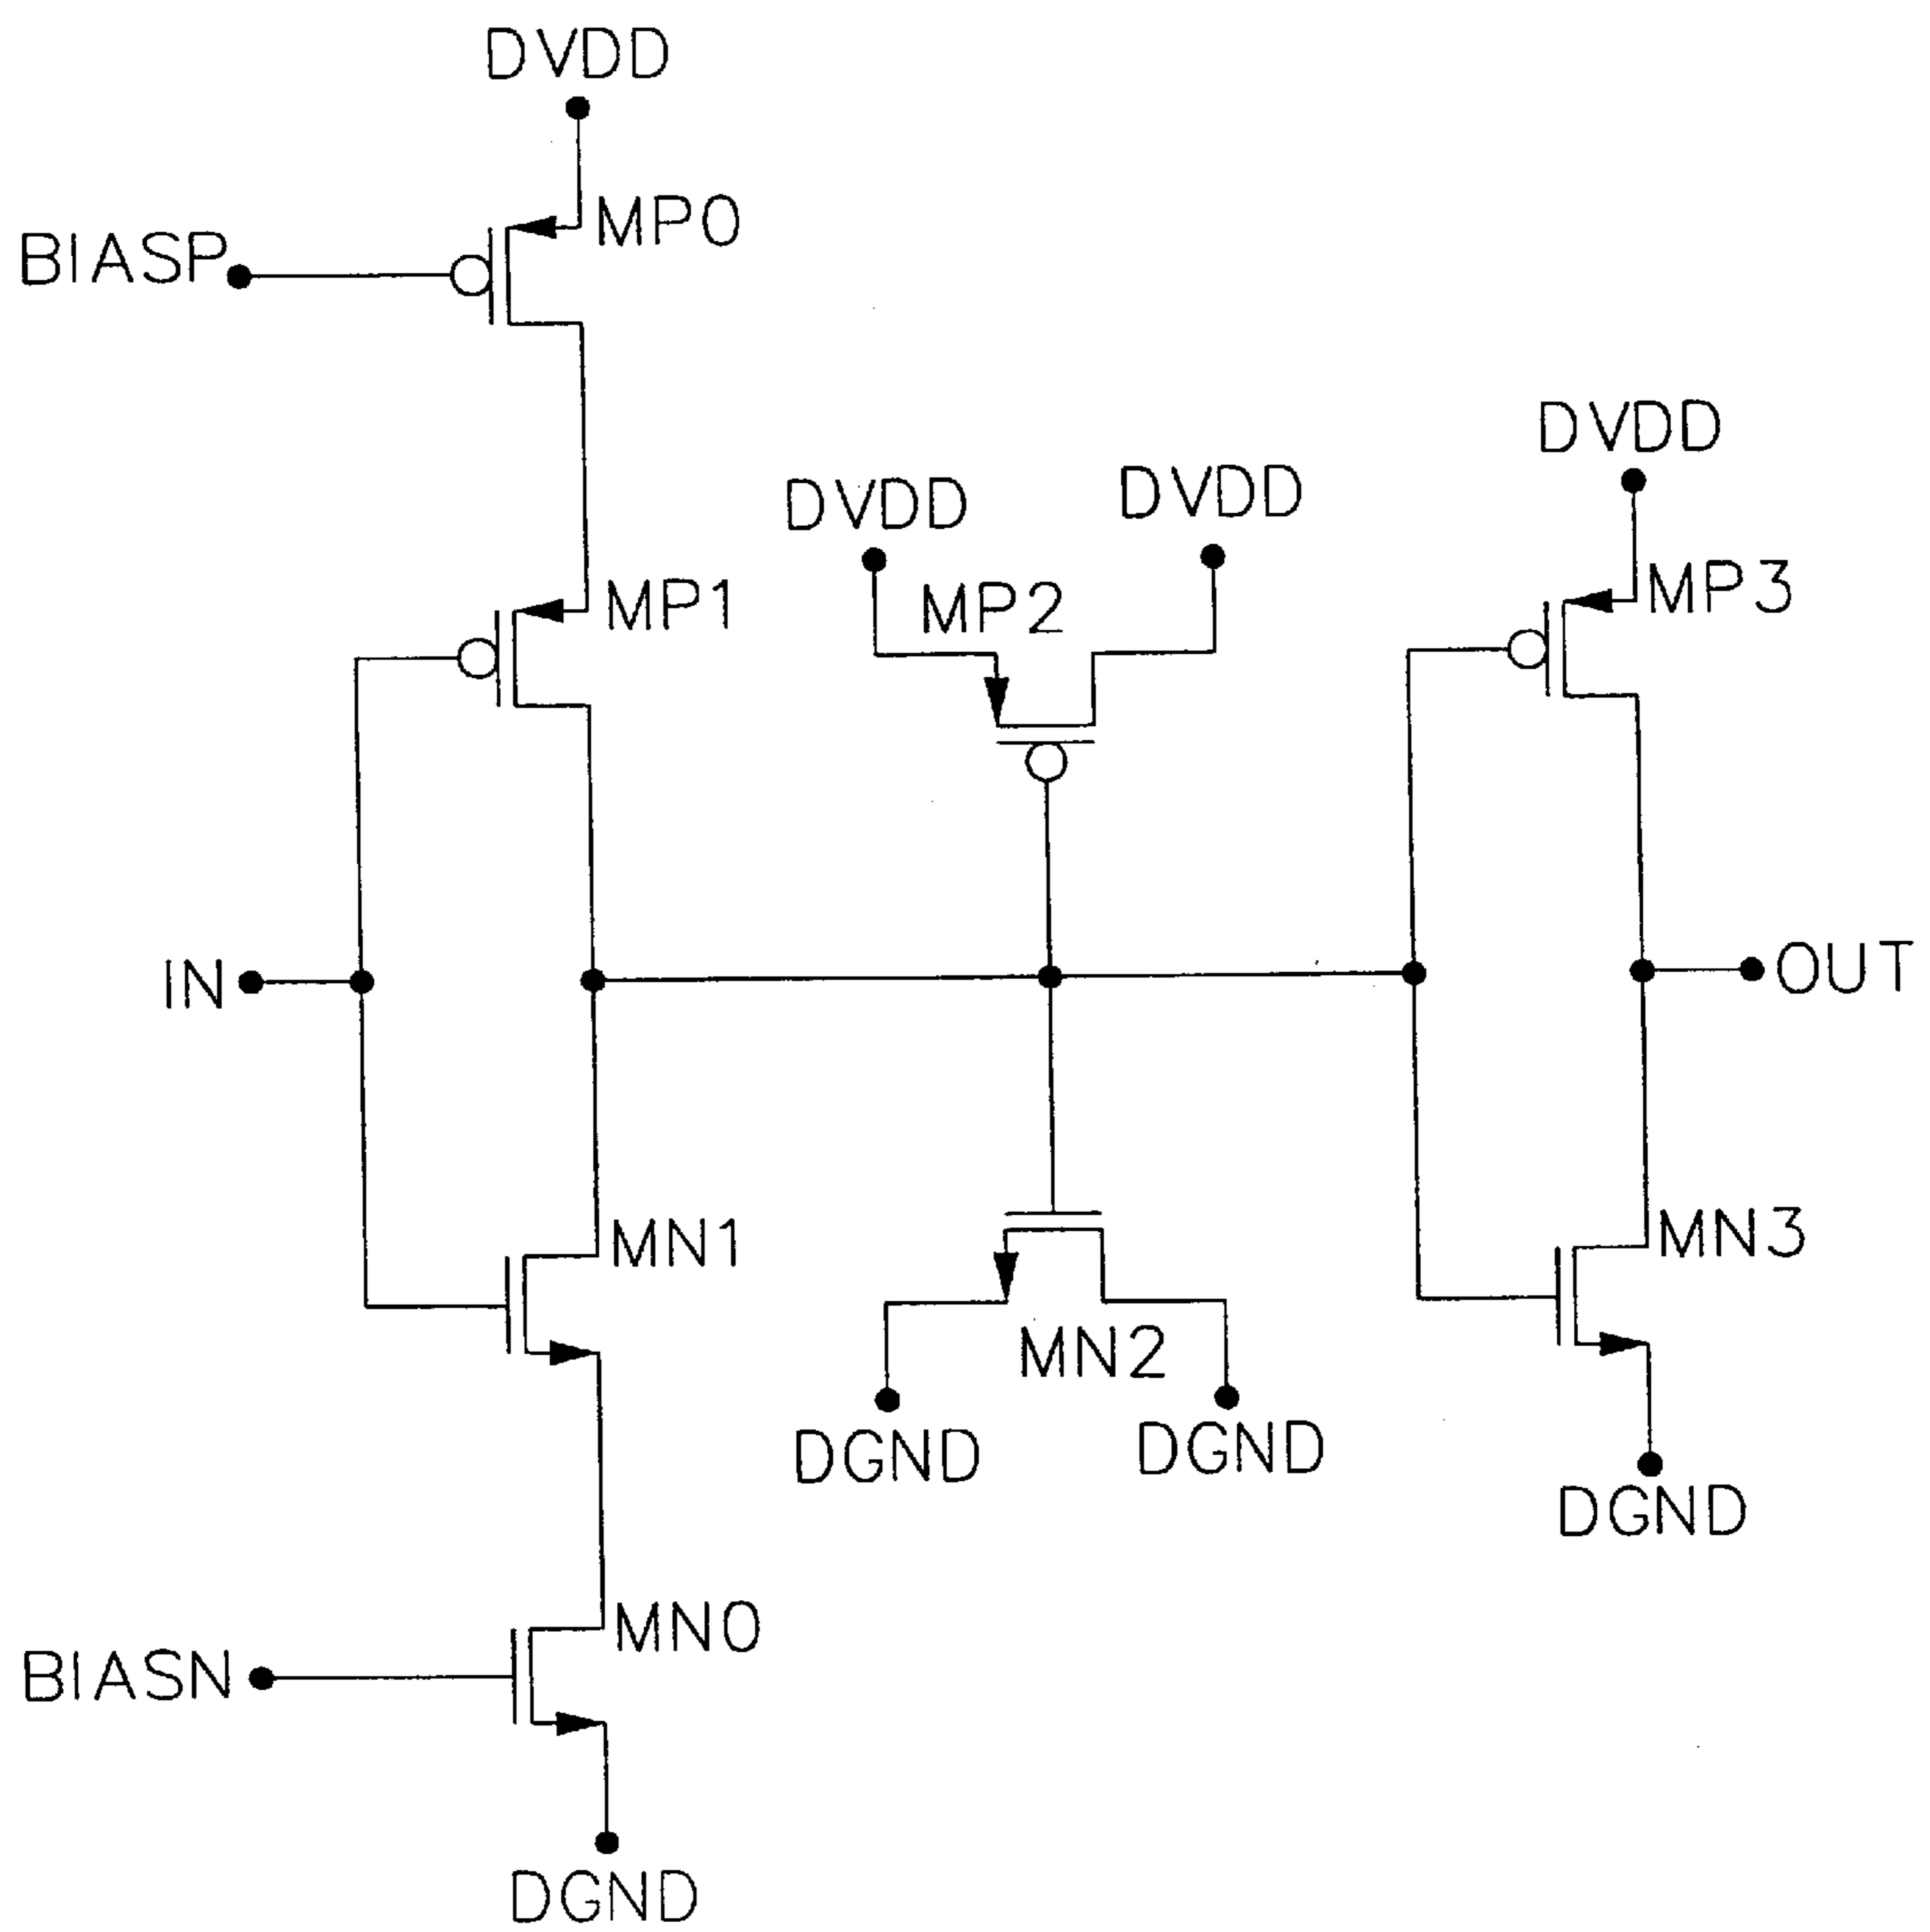 DVDD
MP0
BIASP
DVDD
DVDD
DVDD
MP1
MP2
MP3
IN
OUT
MN1
MN3
MN2
DGND
DGND
DGND
MN0
BIASN
DGND